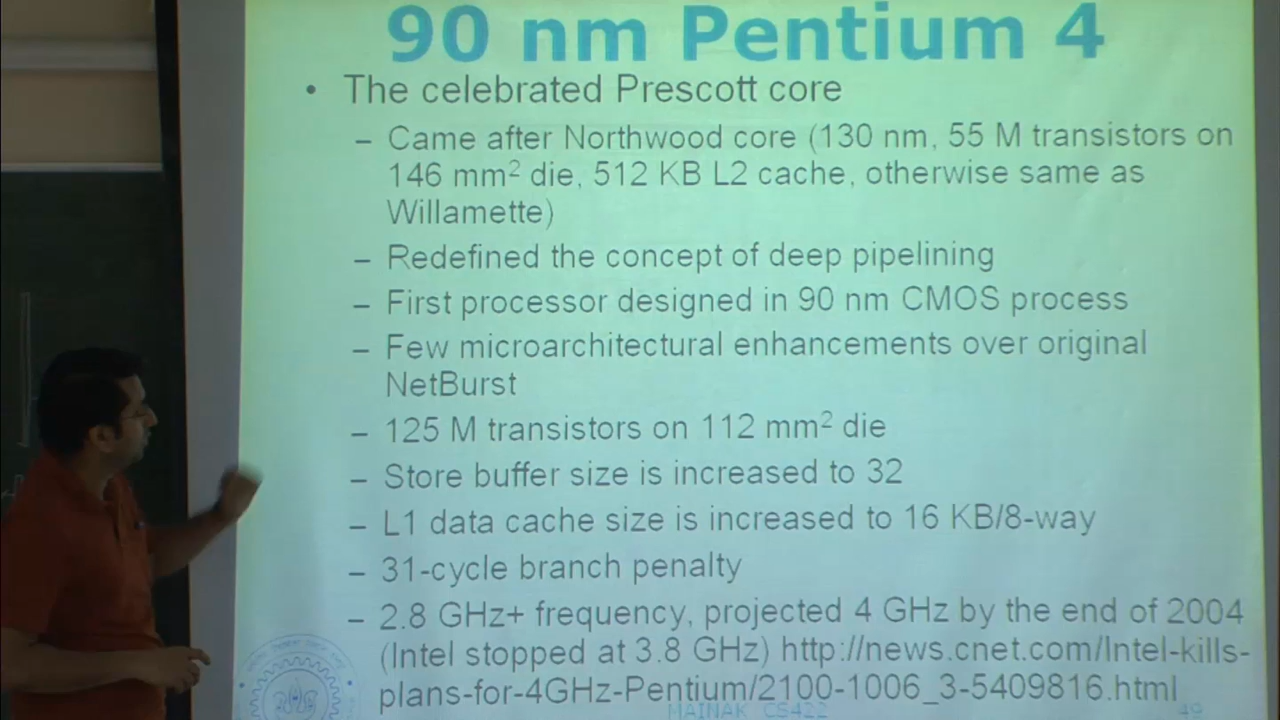 90 nm Pentium 4
• The celebrated Prescott core
– Came after Northwood core (130 nm, 55 M transistors on
146 mm² die, 512 KB L2 cache, otherwise same as
Willamette)
– Redefined the concept of deep pipelining
– First processor designed in 90 nm CMOS process
– Few microarchitectural enhancements over original
NetBurst
– 125 M transistors on 112 mm² die
– Store buffer size is increased to 32
– L1 data cache size is increased to 16 KB/8-way
– 31-cycle branch penalty
– 2.8 GHz+ frequency, projected 4 GHz by the end of 2004
(Intel stopped at 3.8 GHz) http://news.cnet.com/Intel-kills-
plans-for-4GHz-Pentium/2100-1006_3-5409816.html
MAINAK CS422